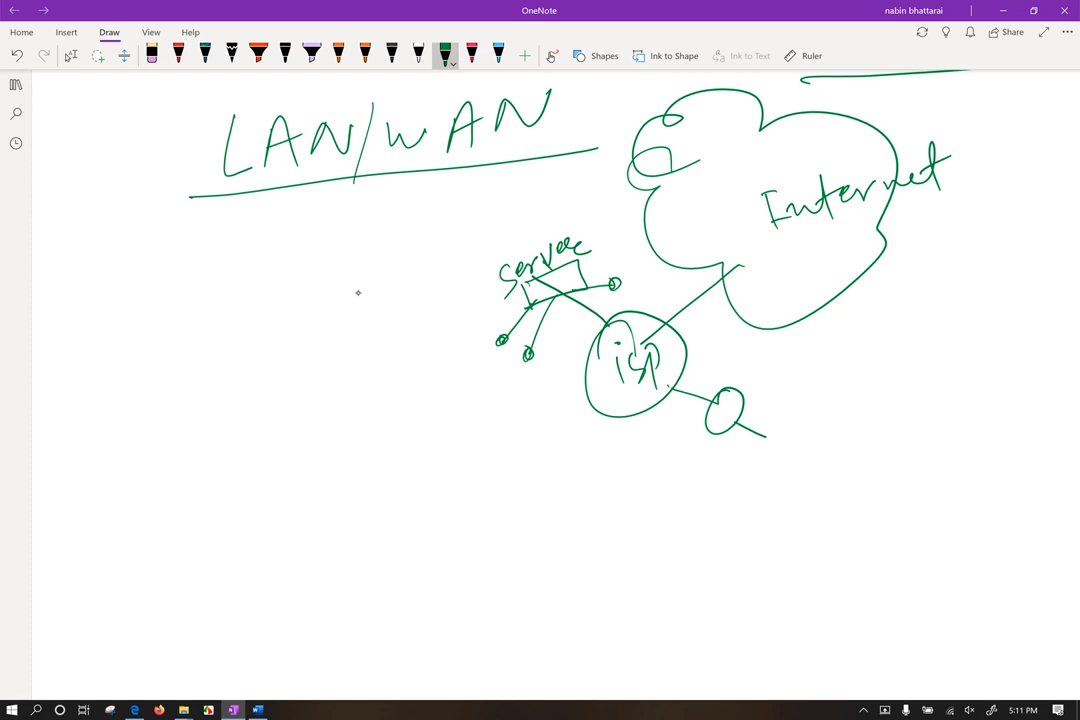 OneNote
nabin bhattarai
Home Insert Draw View Help
Share
Shapes
Ink to Shape
Ink to Text
Ruler
LAN/WAN
Internet
Server
isp
5:11 PM